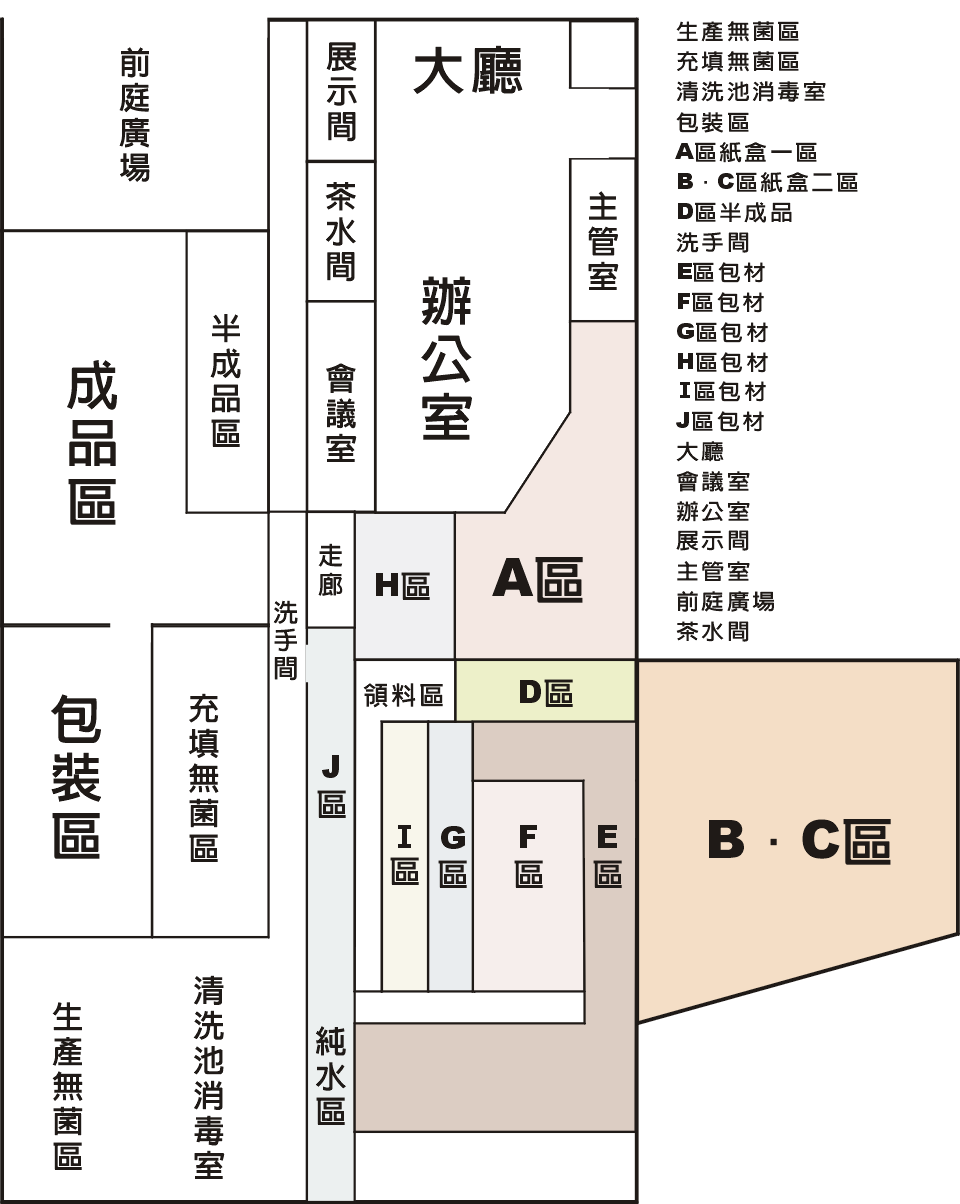 前庭廣場
展示間
大廳
茶水間
主管室
辦公室
半成品區
成品區
會議室
走廊
H區
A區
洗手間
領料區
D區
包裝區
充填無菌區
J區
I區
G區
F區
E區
B · C區
生產無菌區
清洗池消毒室
純水區
生產無菌區
充填無菌區
清洗池消毒室
包裝區
A區紙盒一區
B · C區紙盒二區
D區半成品
洗手間
E區包材
F區包材
G區包材
H區包材
I區包材
J區包材
大廳
會議室
辦公室
展示間
主管室
前庭廣場
茶水間